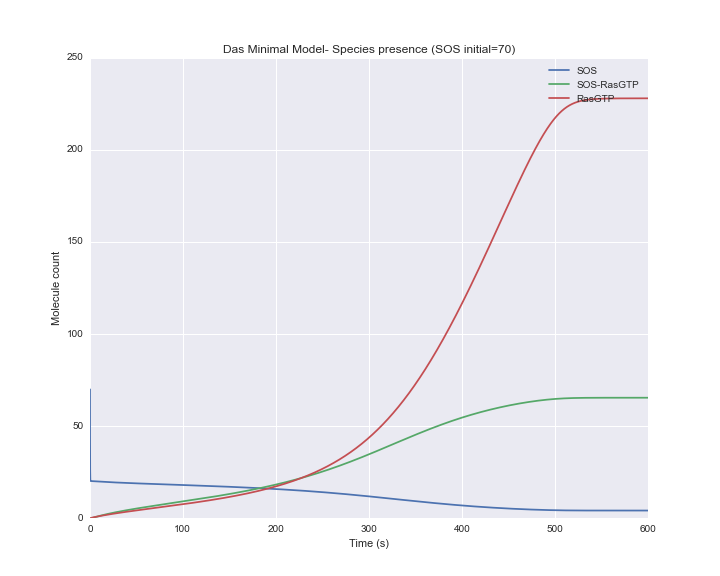 Das Minimal Model- Species presence (SOS initial=70)
250
200
150
100
50
0
Molecule count
SOS
SOS-RasGTP
RasGTP
0 100 200 300 400 500 600
Time (s)